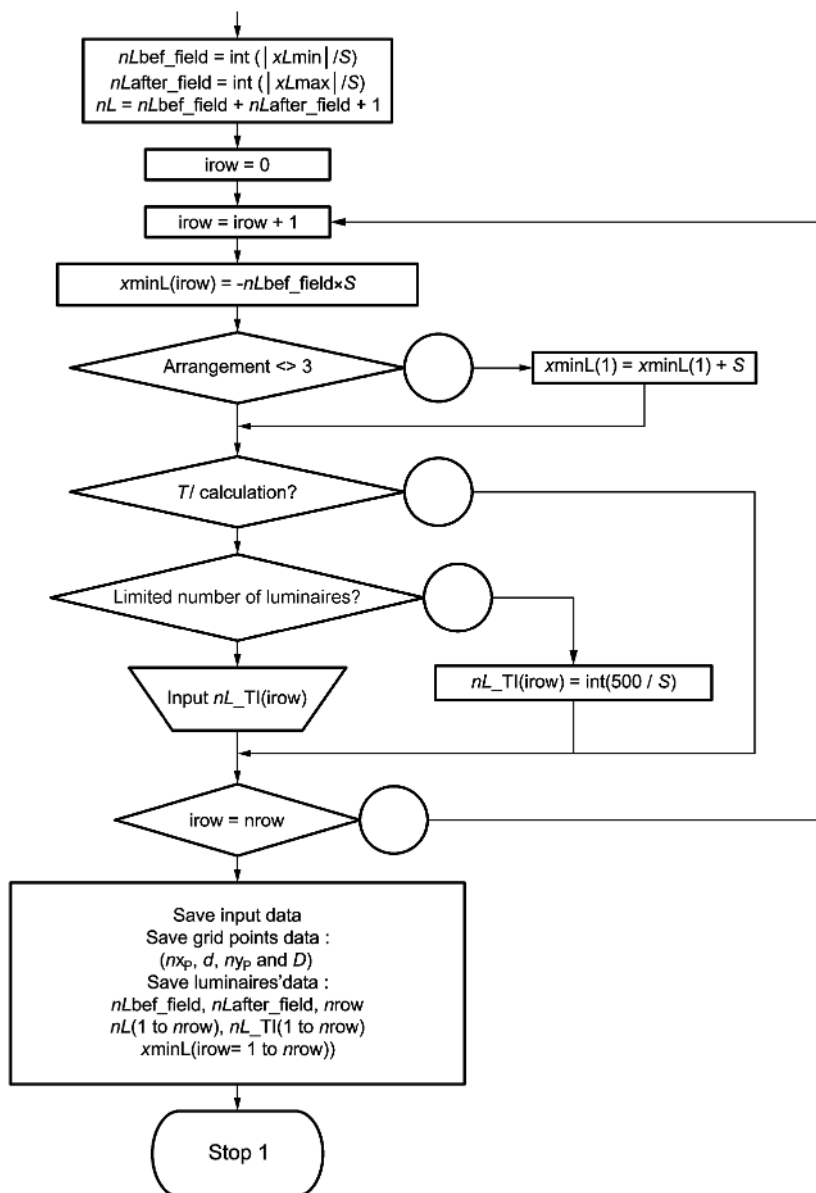 nLbef_field = int (|xLmin|/S)
nLafter_field = int (|xLmax|/S)
nL = nLbef_field + nLafter_field + 1
irow = 0
irow = irow + 1
xminL(irow) = -nLbef_field×S
Arrangement <> 3
xminL(1) = xminL(1) + S
TI calculation?
Limited number of luminaires?
Input nL_TI(irow)
nL_TI(irow) = int(500 / S)
irow = nrow
Save input data
Save grid points data :
(nxP, d, nyP and D)
Save luminaires'data :
nLbef_field, nLafter_field, nrow
nL(1 to nrow), nL_TI(1 to nrow)
xminL(irow= 1 to nrow))
Stop 1